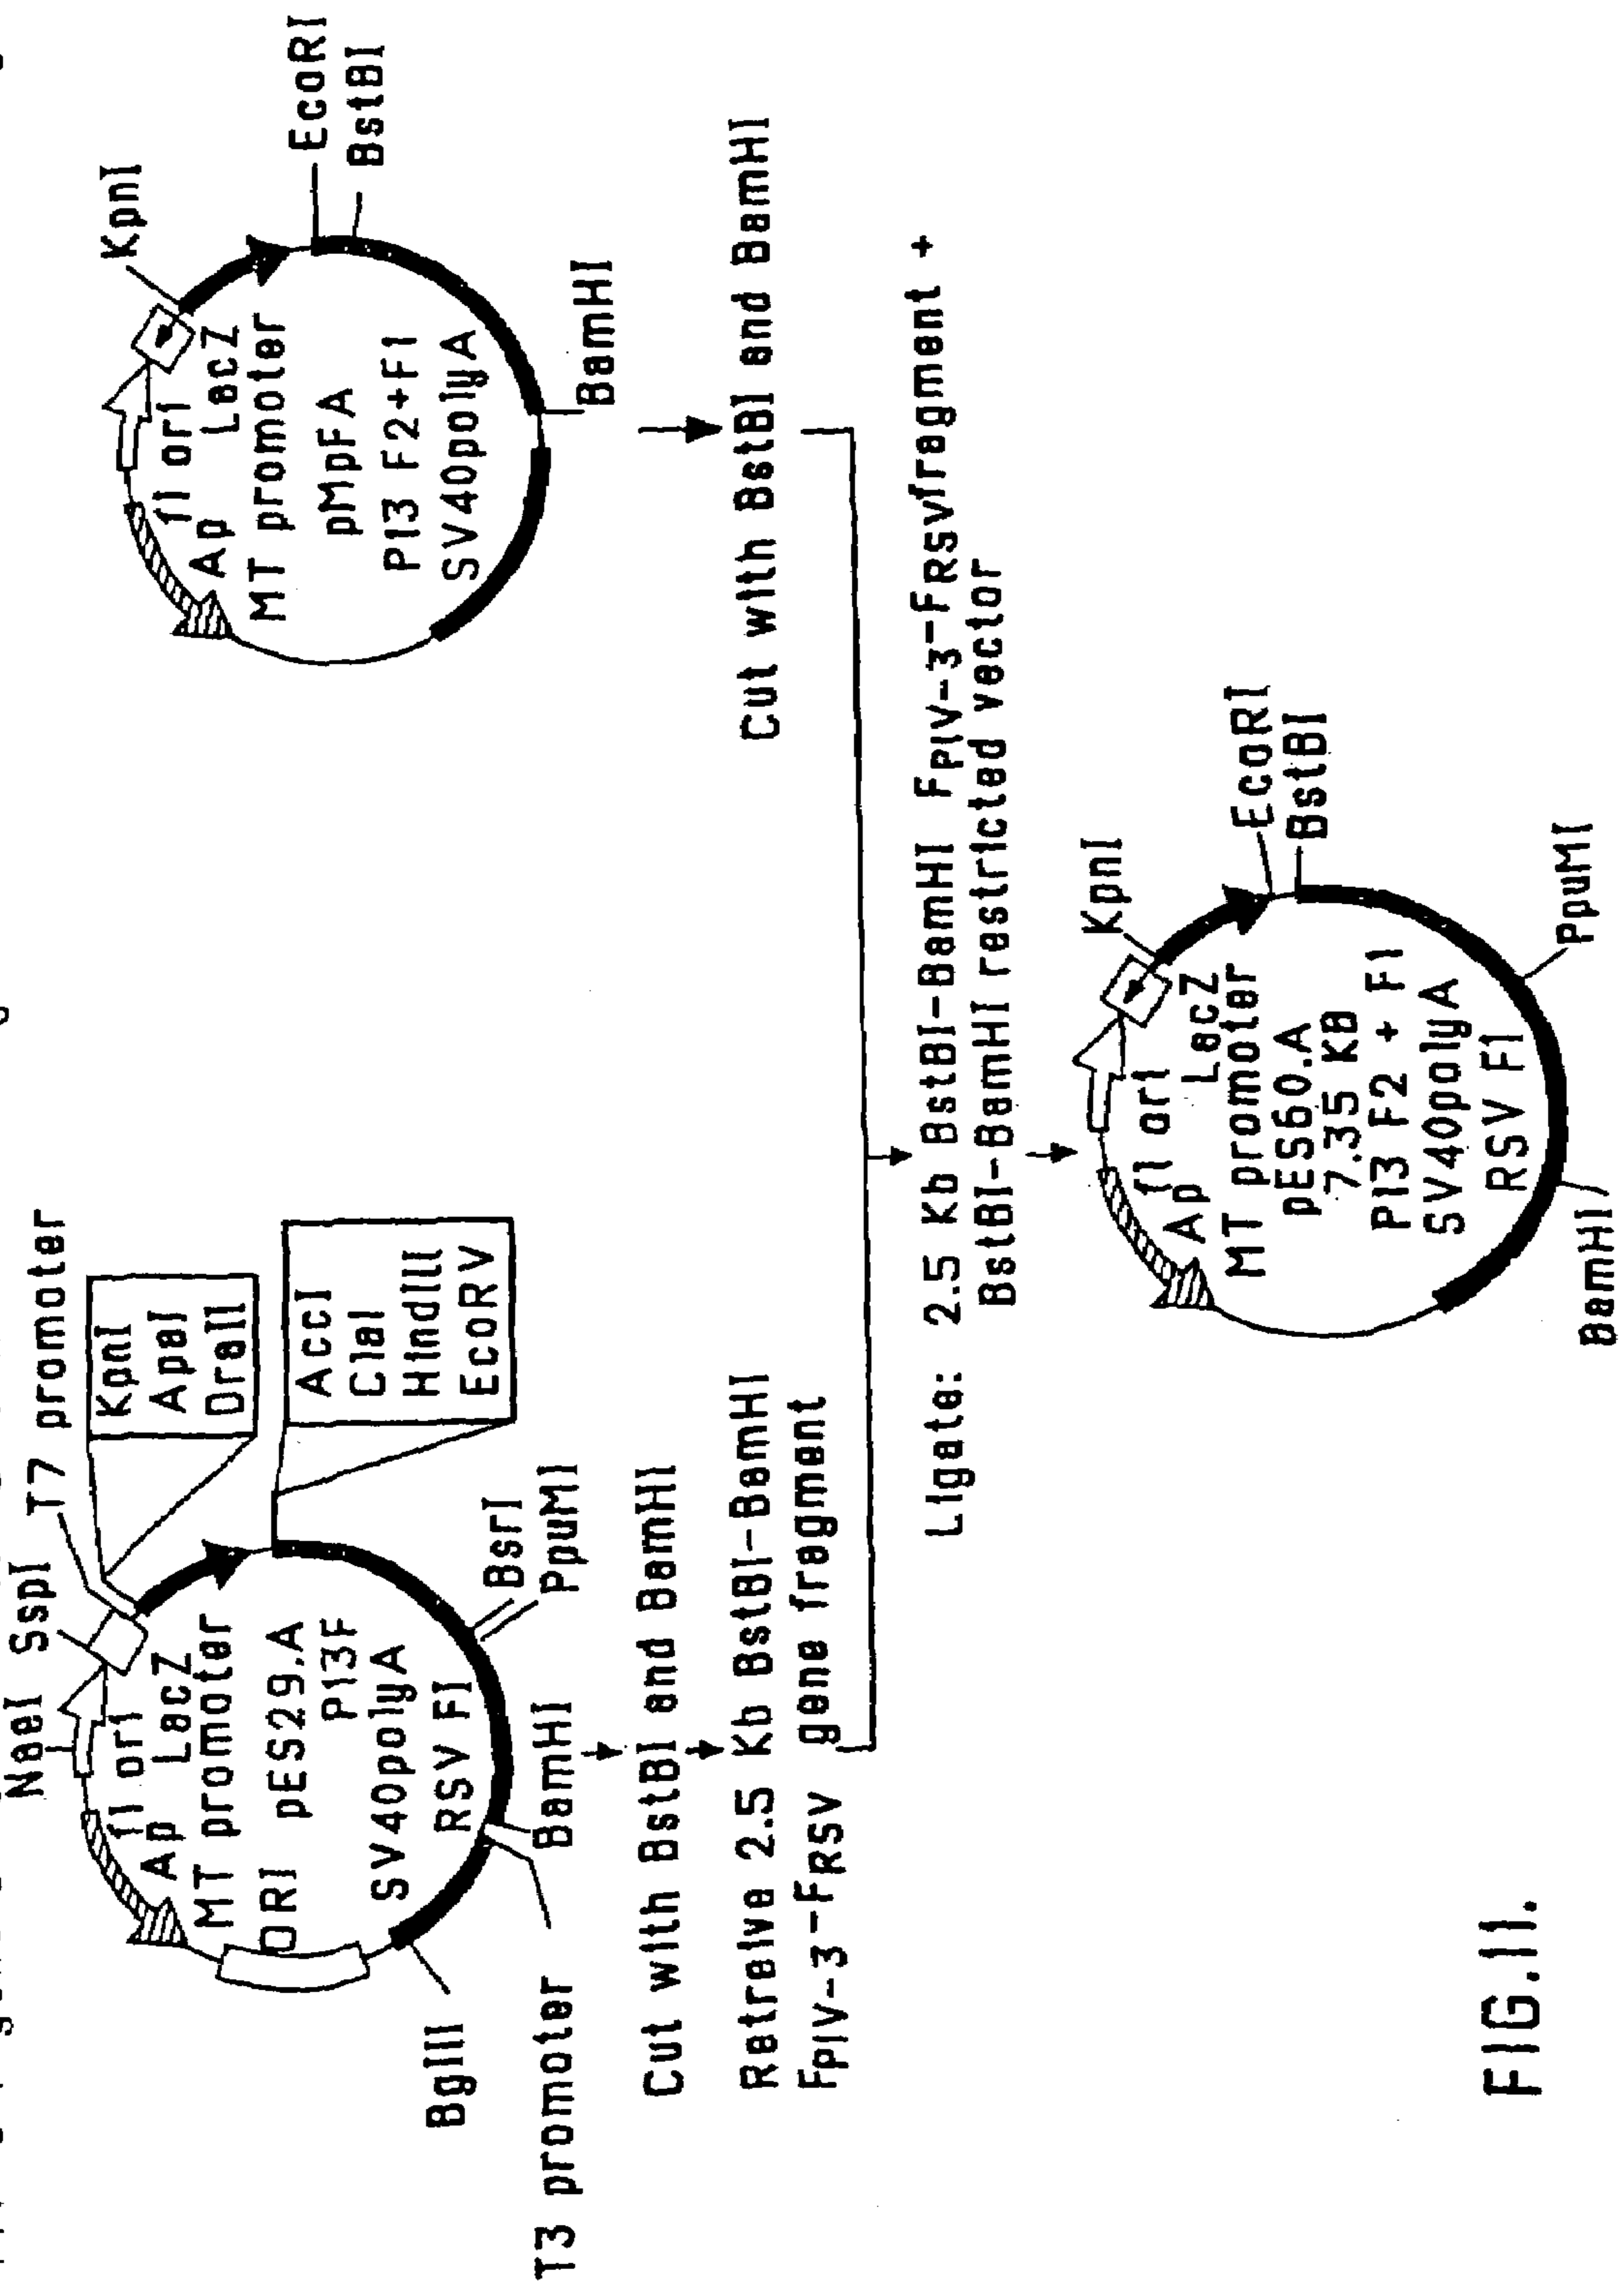 NaeI
SspI
T7 promoter
KpnI
ApaI
DraII
AccI
ClaI
HindIII
EcoRV
f1 ori
Ap LacZ
MT promoter
ORI pES29.A
PI3F
SV40polyA
RSV F1
BsrI
PpuMI
BamHI
BglII
T3 promoter
Cut with BstBI and BamHI
Retreive 2.5 Kb BstBI-BamHI
FPIV-3-FRSV gene fragment
KpnI
EcoRI
BstBI
f1 ori
Ap LacZ
MT promoter
pMpFA
PI3 F2+F1
SV40polyA
BamHI
Cut with BstBI and BamHI
Ligate: 2.5 Kb BstBI-BamHI FPIV-3-FRSVfragment +
BstBI-BamHI restricted vector
KpnI
EcoRI
BstBI
f1 ori
Ap LacZ
MT promoter
pES60.A
7.35 KB
PI3 F2 + F1
SV40polyA
RSV F1
PpuMI
BamHI
FIG.11.